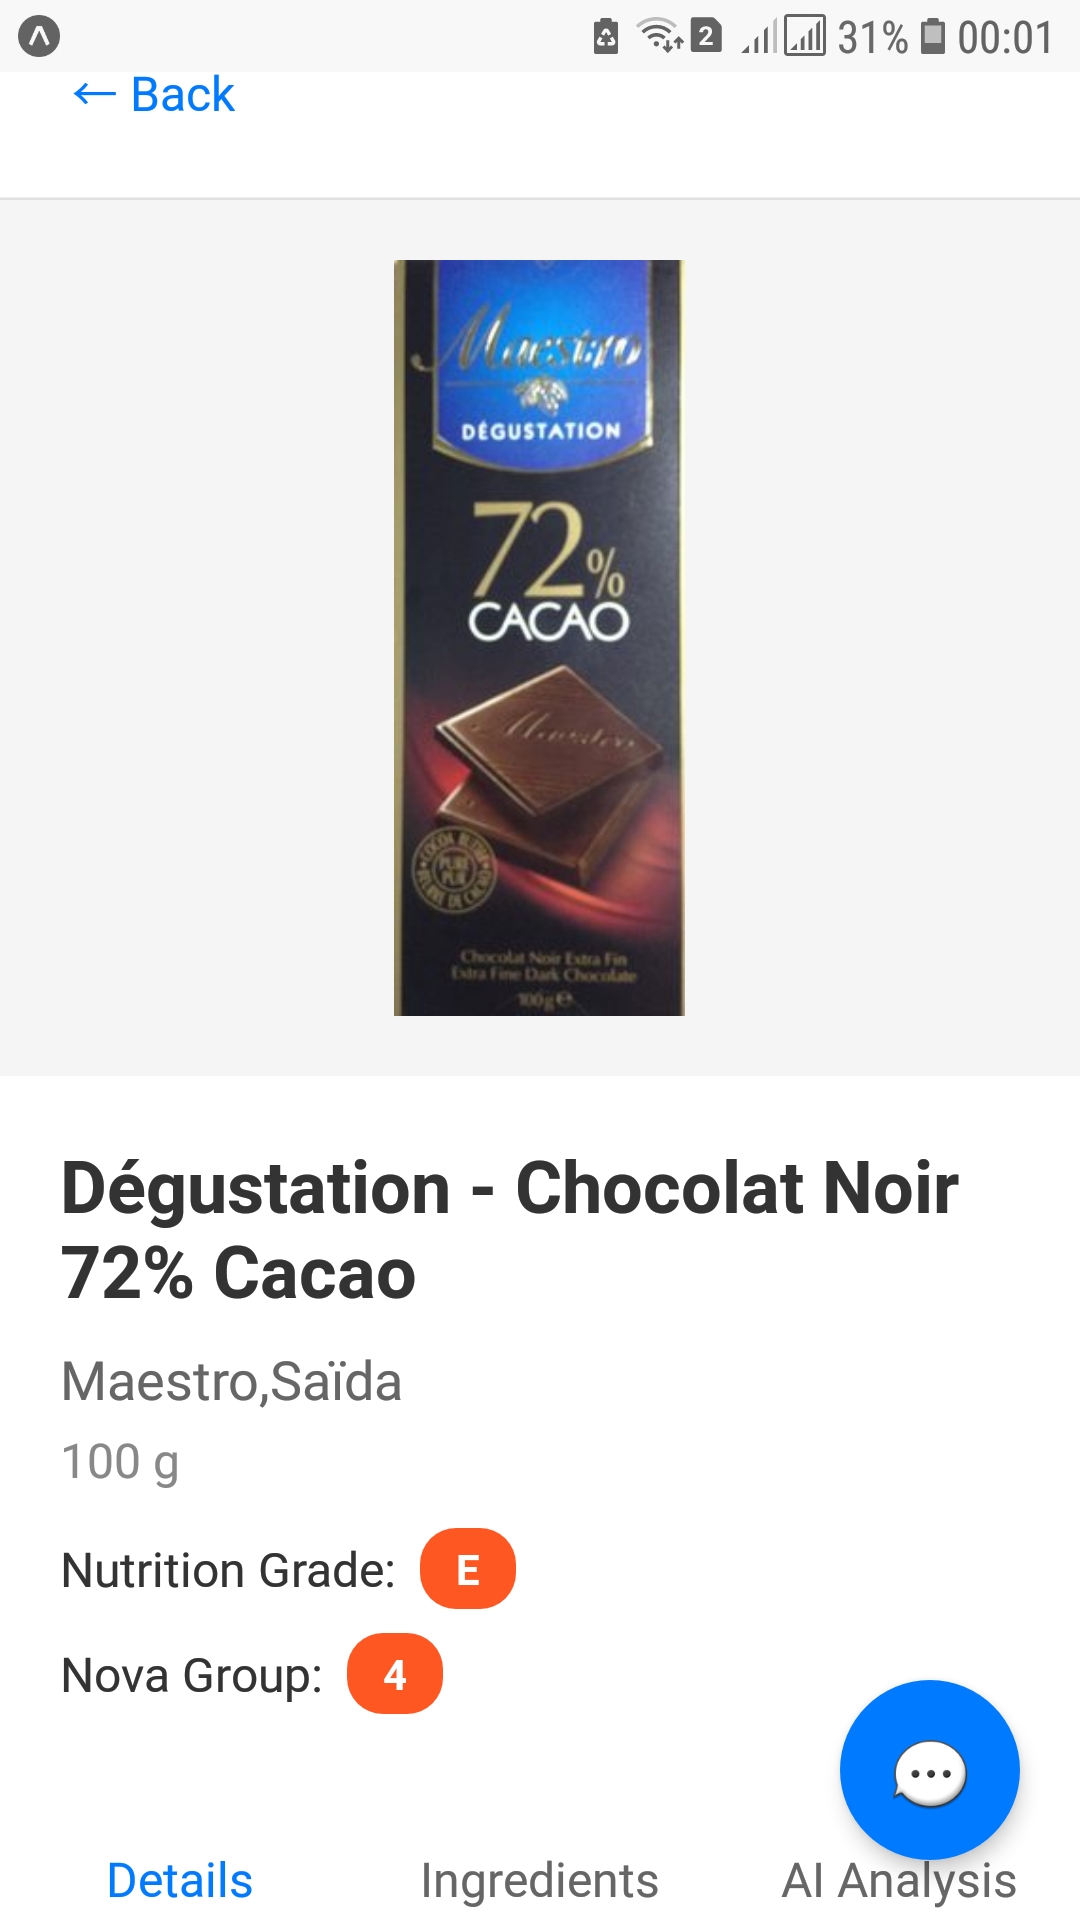 2 31% 00:01
← Back
Maestro
DÉGUSTATION
72%
CACAO
Maestro
COCOA BUTTER
PURE
PUR
BEURRE DE CACAO
Chocolat Noir Extra Fin
Extra Fine Dark Chocolate
100g e
Dégustation - Chocolat Noir
72% Cacao
Maestro,Saïda
100 g
Nutrition Grade: E
Nova Group: 4
Details Ingredients AI Analysis